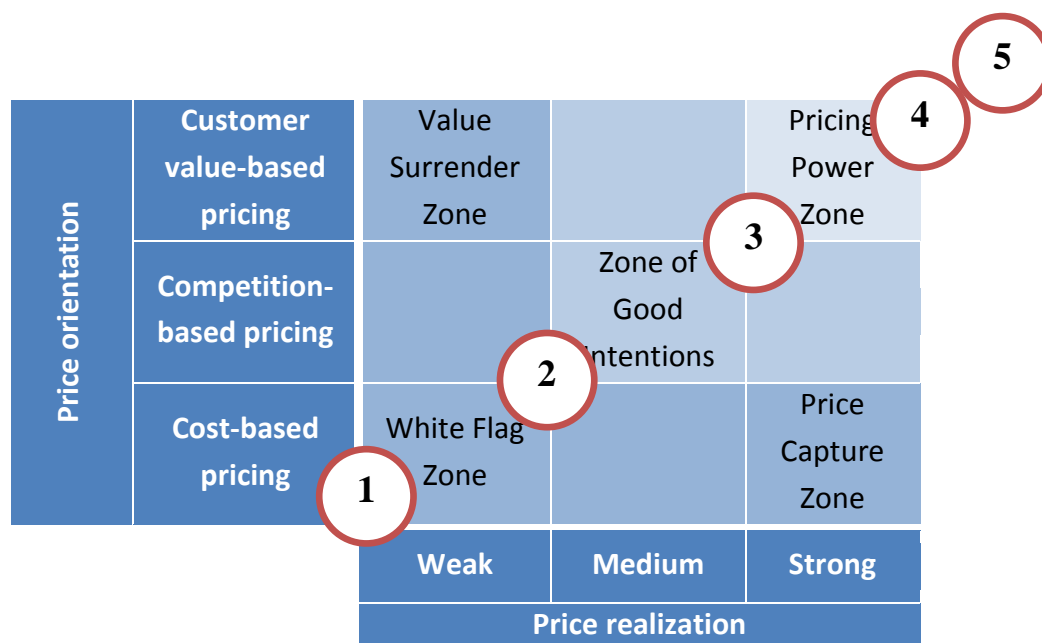 5
4
Price orientation
Customer
value-based
pricing
Value
Surrender
Zone
Pricing
Power
Zone
3
Competition-
based pricing
Zone of
Good
Intentions
2
Cost-based
pricing
White Flag
Zone
Price
Capture
Zone
1
Weak
Medium
Strong
Price realization